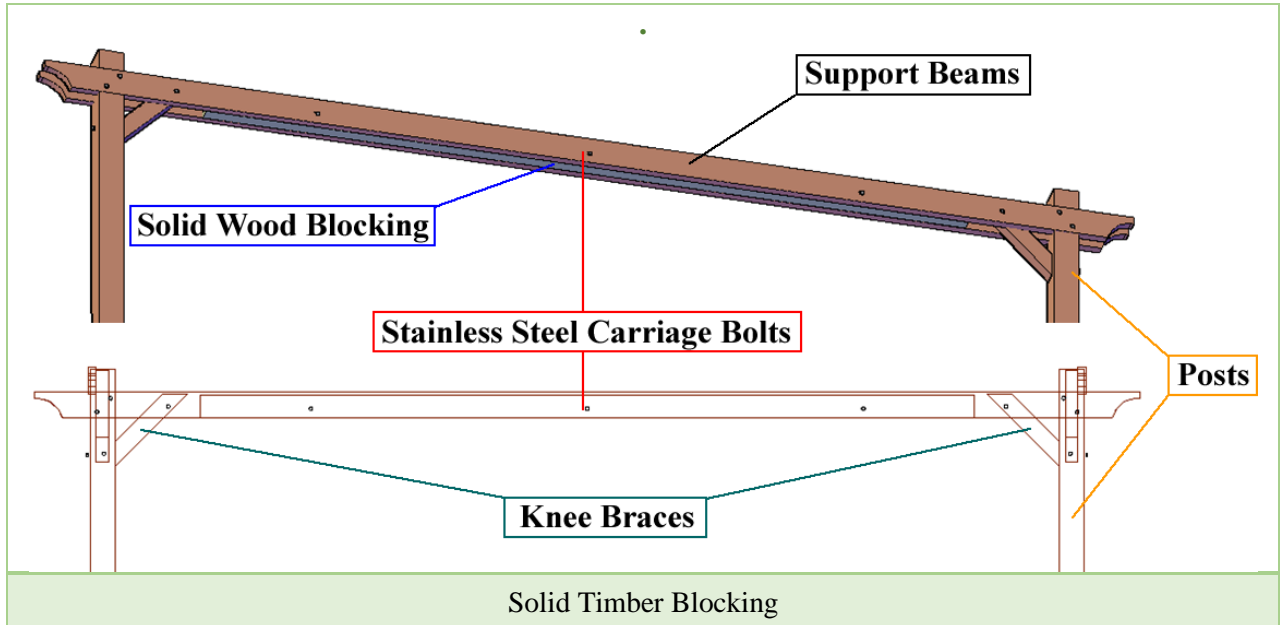 Support Beams
Solid Wood Blocking
Stainless Steel Carriage Bolts
Posts
Knee Braces
Solid Timber Blocking